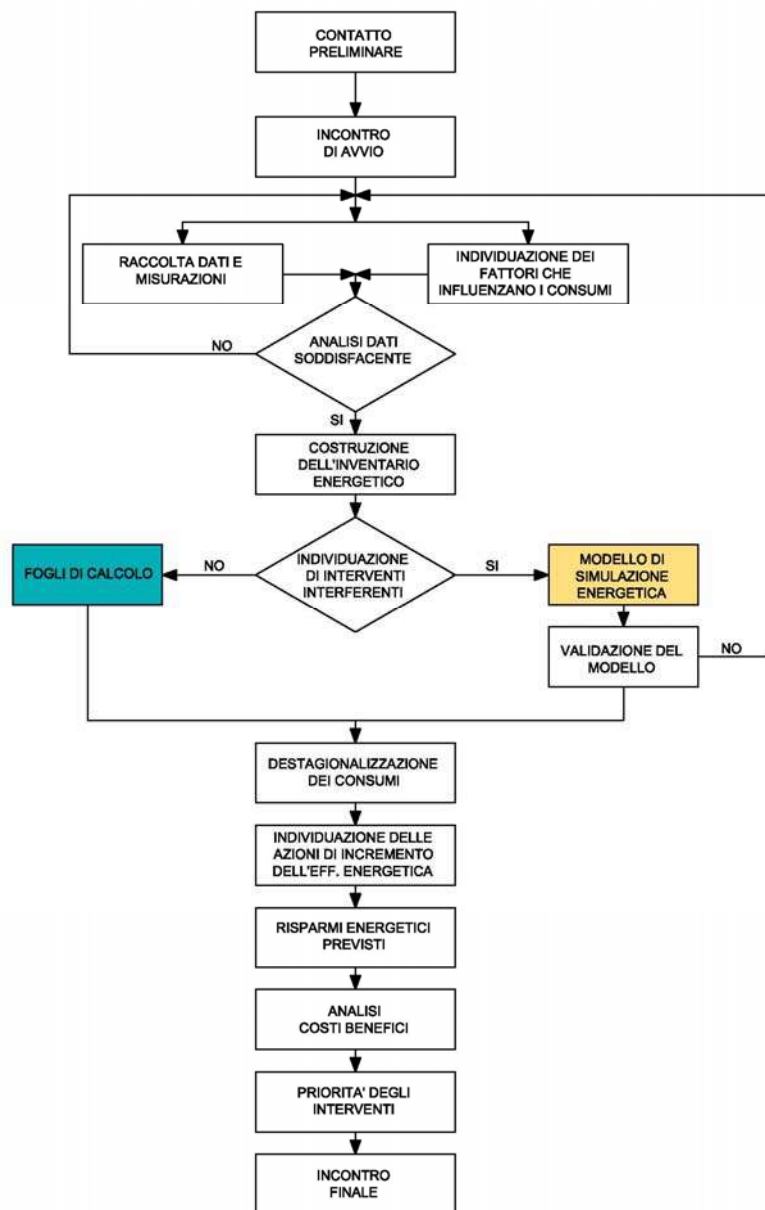 CONTATTO
PRELIMINARE
INCONTRO
DI AVVIO
RACCOLTA DATI E
MISURAZIONI
INDIVIDUAZIONE DEI
FATTORI CHE
INFLUENZANO I CONSUMI
ANALISI DATI
SODDISFACENTE
NO
SI
COSTRUZIONE
DELL'INVENTARIO
ENERGETICO
INDIVIDUAZIONE
DI INTERVENTI
INTERFERENTI
NO
SI
FOGLI DI CALCOLO
MODELLO DI
SIMULAZIONE
ENERGETICA
VALIDAZIONE DEL
MODELLO
NO
DESTAGIONALIZZAZIONE
DEI CONSUMI
INDIVIDUAZIONE DELLE
AZIONI DI INCREMENTO
DELL'EFF. ENERGETICA
RISPARMI ENERGETICI
PREVISTI
ANALISI
COSTI BENEFICI
PRIORITA' DEGLI
INTERVENTI
INCONTRO
FINALE